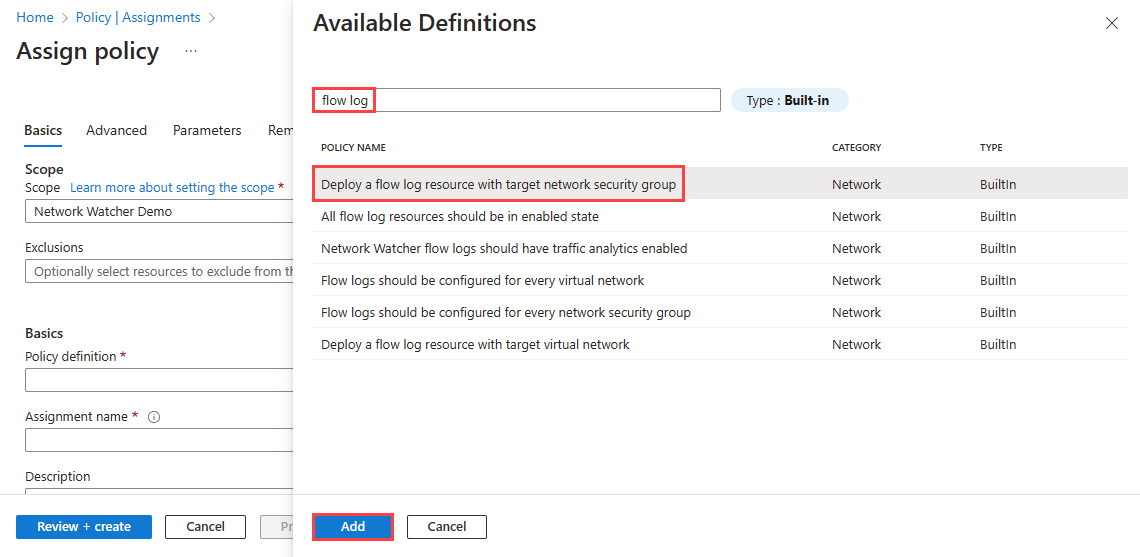 Home > Policy | Assignments >
Assign policy ...
Basics Advanced Parameters Rem
Scope
Scope Learn more about setting the scope *
Network Watcher Demo
Exclusions
Optionally select resources to exclude from th
Basics
Policy definition *
Assignment name *
Description
Review + create Cancel Pr
Available Definitions
flow log Type : Built-in
POLICY NAME CATEGORY TYPE
Deploy a flow log resource with target network security group Network BuiltIn
All flow log resources should be in enabled state Network BuiltIn
Network Watcher flow logs should have traffic analytics enabled Network BuiltIn
Flow logs should be configured for every virtual network Network BuiltIn
Flow logs should be configured for every network security group Network BuiltIn
Deploy a flow log resource with target virtual network Network BuiltIn
Add Cancel